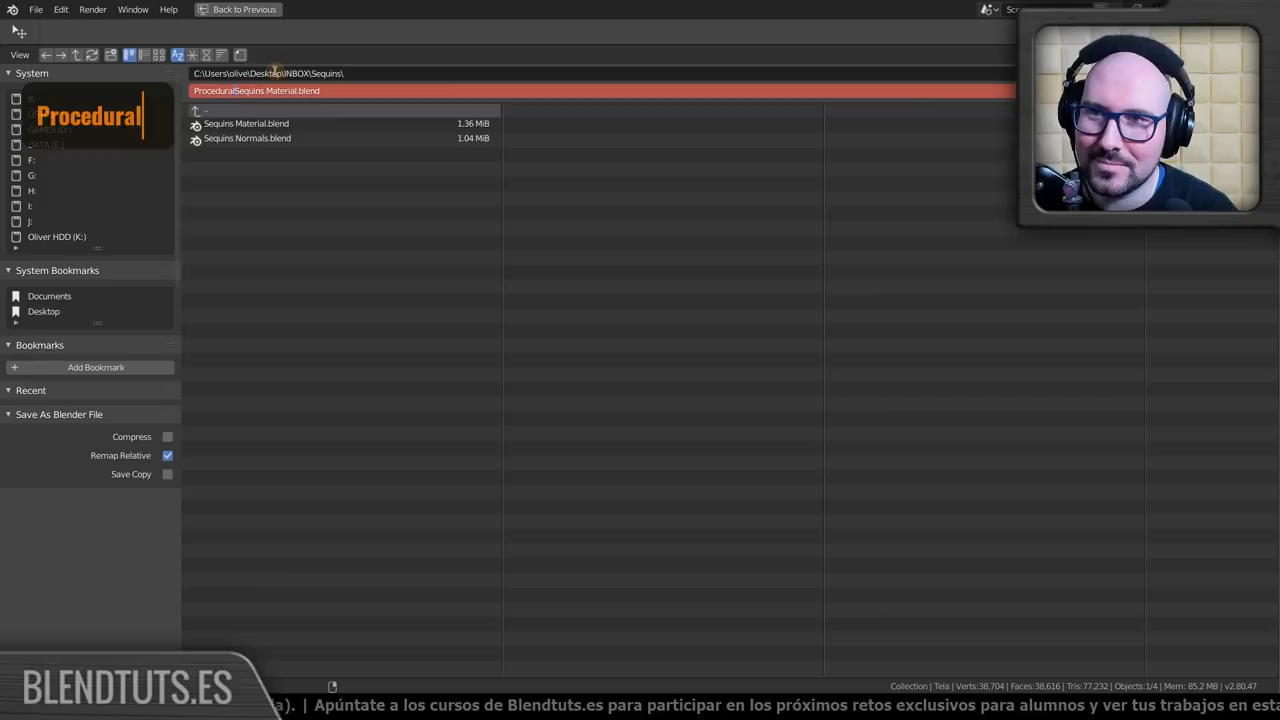 File Edit Render Window Help Back to Previous
View
System
C:\Users\olive\Desktop\INBOX\Sequins\
ProceduralSequins Material.blend
Procedural
..
Sequins Material.blend 1.36 MiB
Sequins Normals.blend 1.04 MiB
GAMES (D:)
DATA (E:)
F:
G:
H:
I:
J:
Oliver HDD (K:)
System Bookmarks
Documents
Desktop
Bookmarks
Add Bookmark
Recent
Save As Blender File
Compress
Remap Relative
Save Copy
BLENDTUTS.ES
Collection | Tela | Verts:38,704 | Faces:38,616 | Tris:77,232 | Objects:1/4 | Mem: 85.2 MB | v2.80.47
a). | Apúntate a los cursos de Blendtuts.es para participar en los próximos retos exclusivos para alumnos y ver tus trabajos en esta